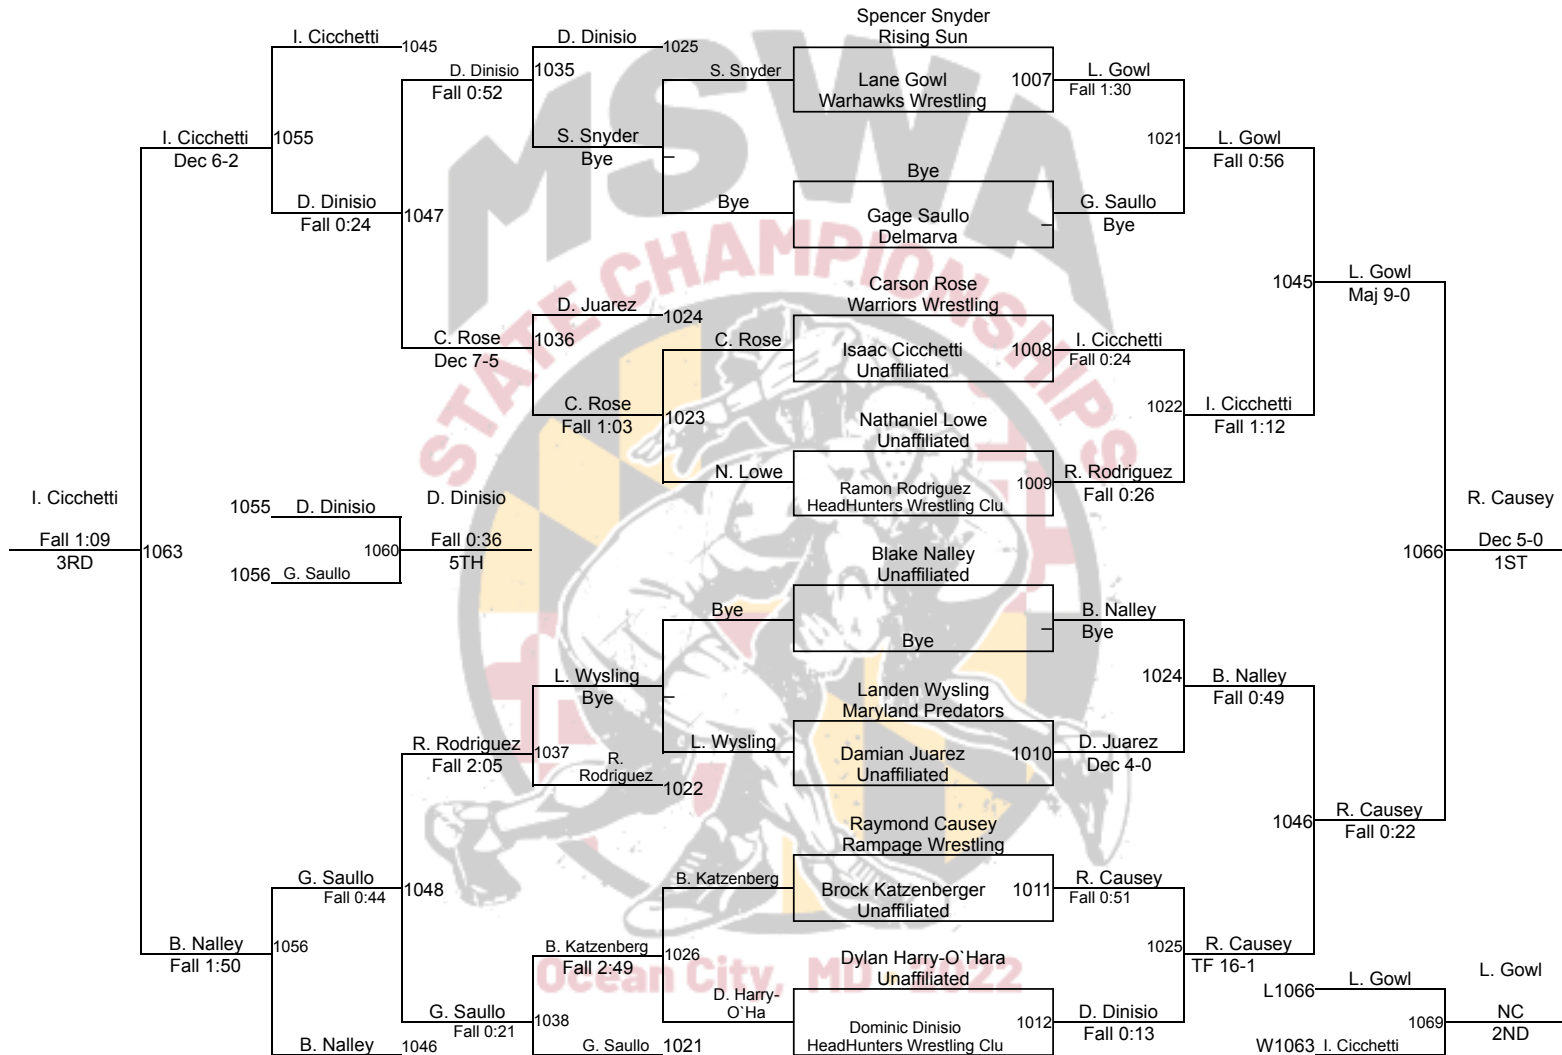 Spencer Snyder
Rising Sun
I. Cicchetti
1045
D. Dinisio
1025
D. Dinisio
1035
Fall 0:52
S. Snyder
Lane Gowl
Warhawks Wrestling
1007
L. Gowl
Fall 1:30
I. Cicchetti
1055
Dec 6-2
S. Snyder
Bye
1021
L. Gowl
Fall 0:56
MSWA
Bye
D. Dinisio
Fall 0:24
1047
Bye
Gage Saullo
Delmarva
G. Saullo
Bye
STATE CHAMPIONSHIPS
Carson Rose
Warriors Wrestling
1045
L. Gowl
Maj 9-0
D. Juarez
1024
C. Rose
1036
Dec 7-5
C. Rose
Isaac Cicchetti
Unaffiliated
1008
I. Cicchetti
Fall 0:24
C. Rose
Fall 1:03
1023
Nathaniel Lowe
Unaffiliated
1022
I. Cicchetti
Fall 1:12
N. Lowe
Ramon Rodriguez
HeadHunters Wrestling Clu
1009
R. Rodriguez
Fall 0:26
I. Cicchetti
Fall 1:09
3RD
1063
1055
D. Dinisio
D. Dinisio
1060
Fall 0:36
5TH
1056
G. Saullo
R. Causey
1066
Dec 5-0
1ST
Blake Nalley
Unaffiliated
Bye
Bye
B. Nalley
Bye
L. Wysling
Bye
Landen Wysling
Maryland Predators
1024
B. Nalley
Fall 0:49
R. Rodriguez
Fall 2:05
1037
R.
Rodriguez
1022
L. Wysling
Damian Juarez
Unaffiliated
1010
D. Juarez
Dec 4-0
Raymond Causey
Rampage Wrestling
1046
R. Causey
Fall 0:22
G. Saullo
Fall 0:44
1048
B. Katzenberg
Brock Katzenberger
Unaffiliated
1011
R. Causey
Fall 0:51
B. Nalley
Fall 1:50
1056
B. Katzenberg
Fall 2:49
1026
Dylan Harry-O`Hara
Unaffiliated
1025
R. Causey
TF 16-1
Ocean City, MD - 2022
G. Saullo
Fall 0:21
1038
D. Harry-
O`Ha
Dominic Dinisio
HeadHunters Wrestling Clu
1012
D. Dinisio
Fall 0:13
L1066
L. Gowl
L. Gowl
1069
NC
2ND
B. Nalley
1046
G. Saullo
1021
W1063
I. Cicchetti